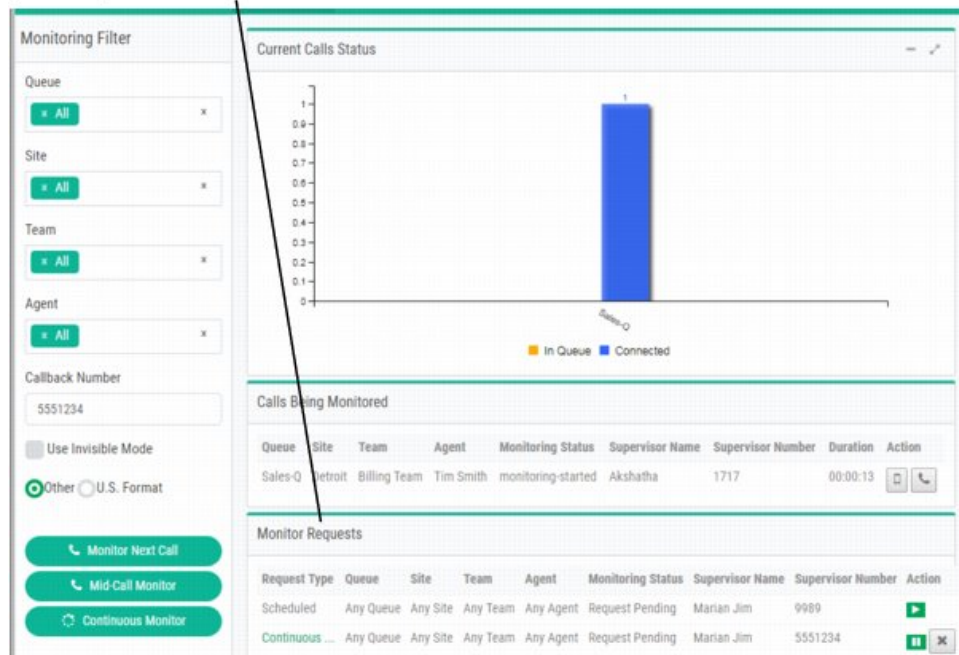 Monitoring Filter
Queue
× All ×
Site
× All ×
Team
× All ×
Agent
× All ×
Callback Number
5551234
Use Invisible Mode
Other U.S. Format
Monitor Next Call
Mid-Call Monitor
Continuous Monitor
Current Calls Status
1
1
0.9
0.8
0.7
0.6
0.5
0.4
0.3
0.2
0.1
0
Sales-Q
In Queue Connected
Calls Being Monitored
Queue Site Team Agent Monitoring Status Supervisor Name Supervisor Number Duration Action
Sales-Q Detroit Billing Team Tim Smith monitoring-started Akshatha 1717 00:00:13
Monitor Requests
Request Type Queue Site Team Agent Monitoring Status Supervisor Name Supervisor Number Action
Scheduled Any Queue Any Site Any Team Any Agent Request Pending Marian Jim 9989
Continuous ... Any Queue Any Site Any Team Any Agent Request Pending Marian Jim 5551234